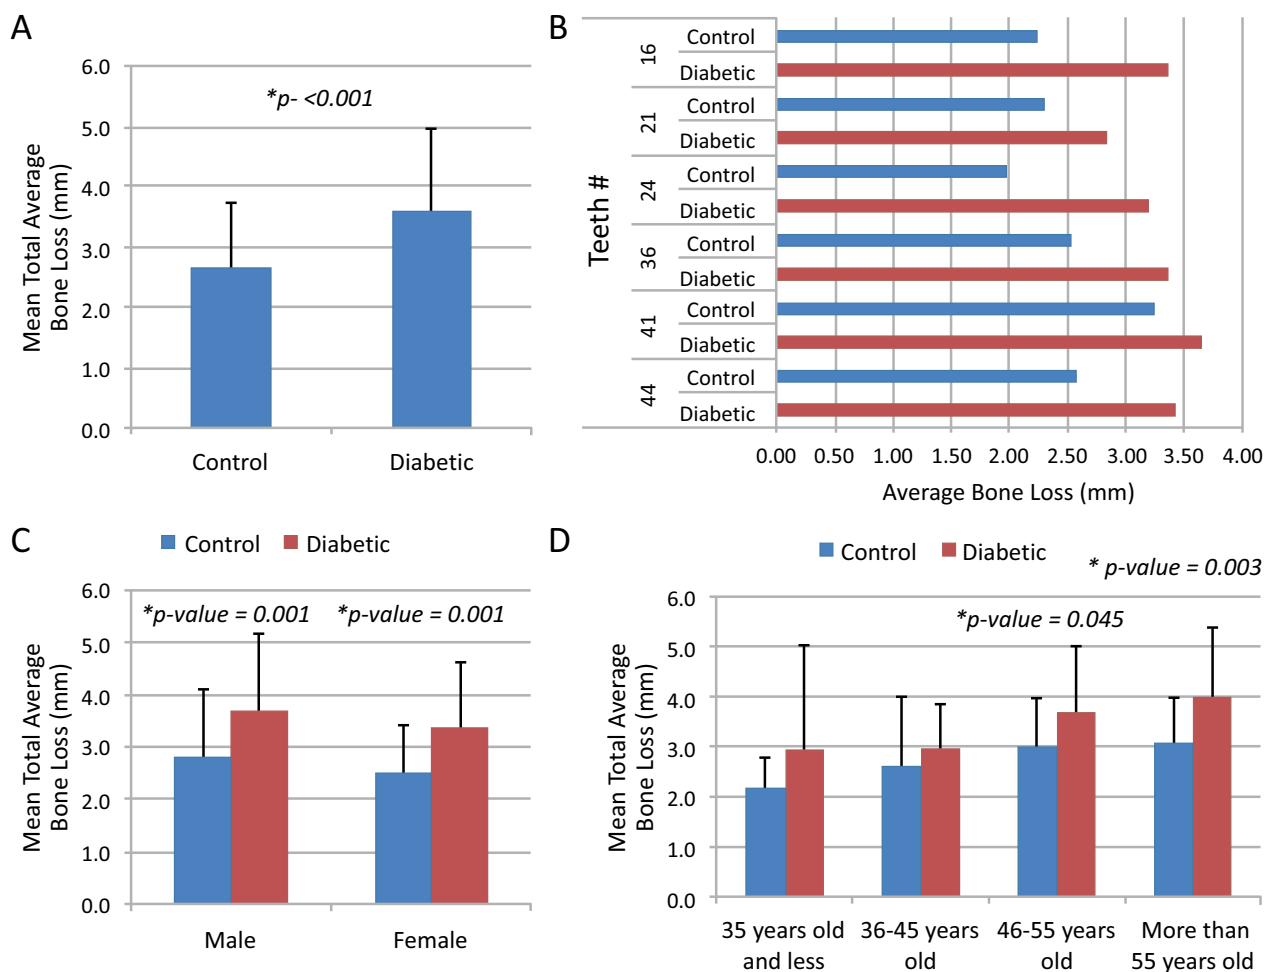 A
6.0
5.0
4.0
3.0
2.0
1.0
0.0
*p- <0.001
Mean Total Average
Bone Loss (mm)
Control
Diabetic
B
Teeth #
16
Control
Diabetic
21
Control
Diabetic
24
Control
Diabetic
36
Control
Diabetic
41
Control
Diabetic
44
Control
Diabetic
0.00 0.50 1.00 1.50 2.00 2.50 3.00 3.50 4.00
Average Bone Loss (mm)
C
Control Diabetic
6.0
5.0
4.0
3.0
2.0
1.0
0.0
*p-value = 0.001 *p-value = 0.001
Mean Total Average
Bone Loss (mm)
Male
Female
D
Control Diabetic
* p-value = 0.003
*p-value = 0.045
6.0
5.0
4.0
3.0
2.0
1.0
0.0
Mean Total Average
Bone Loss (mm)
35 years old
and less
36-45 years
old
46-55 years
old
More than
55 years old